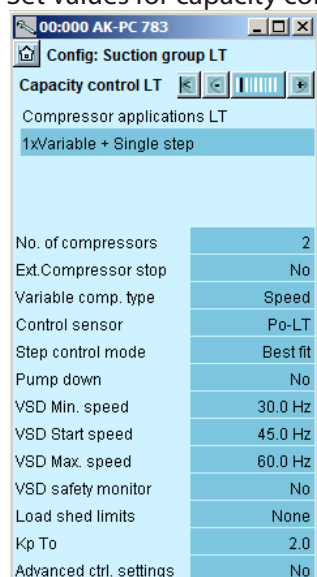 Set values for capacity co
00:000 AK-PC 783
Config: Suction group LT
Capacity control LT
Compressor applications LT
1xVariable + Single step
No. of compressors 2
Ext.Compressor stop No
Variable comp. type Speed
Control sensor Po-LT
Step control mode Best fit
Pump down No
VSD Min. speed 30.0 Hz
VSD Start speed 45.0 Hz
VSD Max. speed 60.0 Hz
VSD safety monitor No
Load shed limits None
Kp To 2.0
Advanced ctrl. settings No